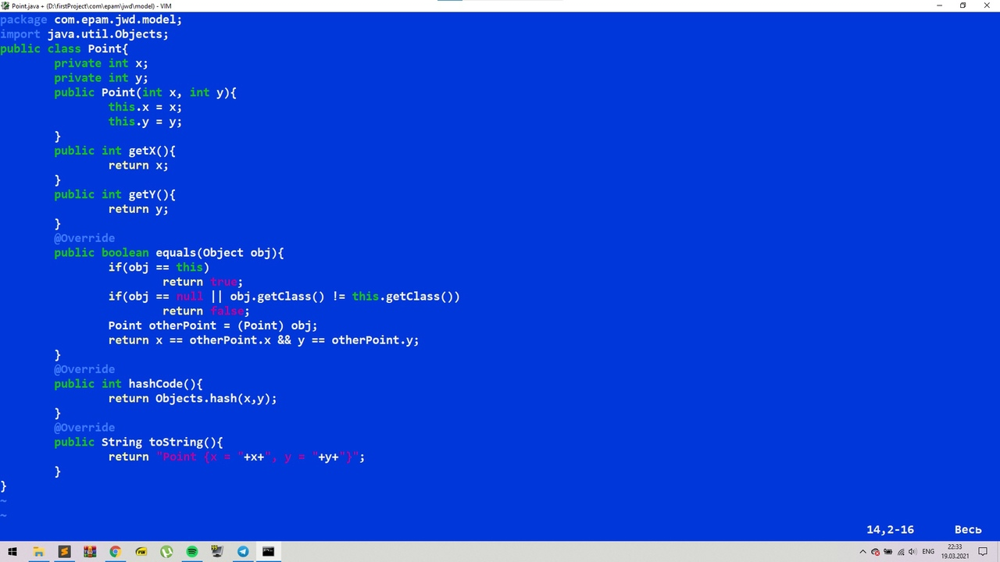 Point.java + (D:\firstProject\com\epam\jwd\model) - VIM
package com.epam.jwd.model;
import java.util.Objects;
public class Point{
        private int x;
        private int y;
        public Point(int x, int y){
                this.x = x;
                this.y = y;
        }
        public int getX(){
                return x;
        }
        public int getY(){
                return y;
        }
        @Override
        public boolean equals(Object obj){
                if(obj == this)
                        return true;
                if(obj == null || obj.getClass() != this.getClass())
                        return false;
                Point otherPoint = (Point) obj;
                return x == otherPoint.x && y == otherPoint.y;
        }
        @Override
        public int hashCode(){
                return Objects.hash(x,y);
        }
        @Override
        public String toString(){
                return "Point {x = "+x+", y = "+y+"}";
        }
}
~
~
14,2-16 Весь
ENG
22:33
19.03.2021